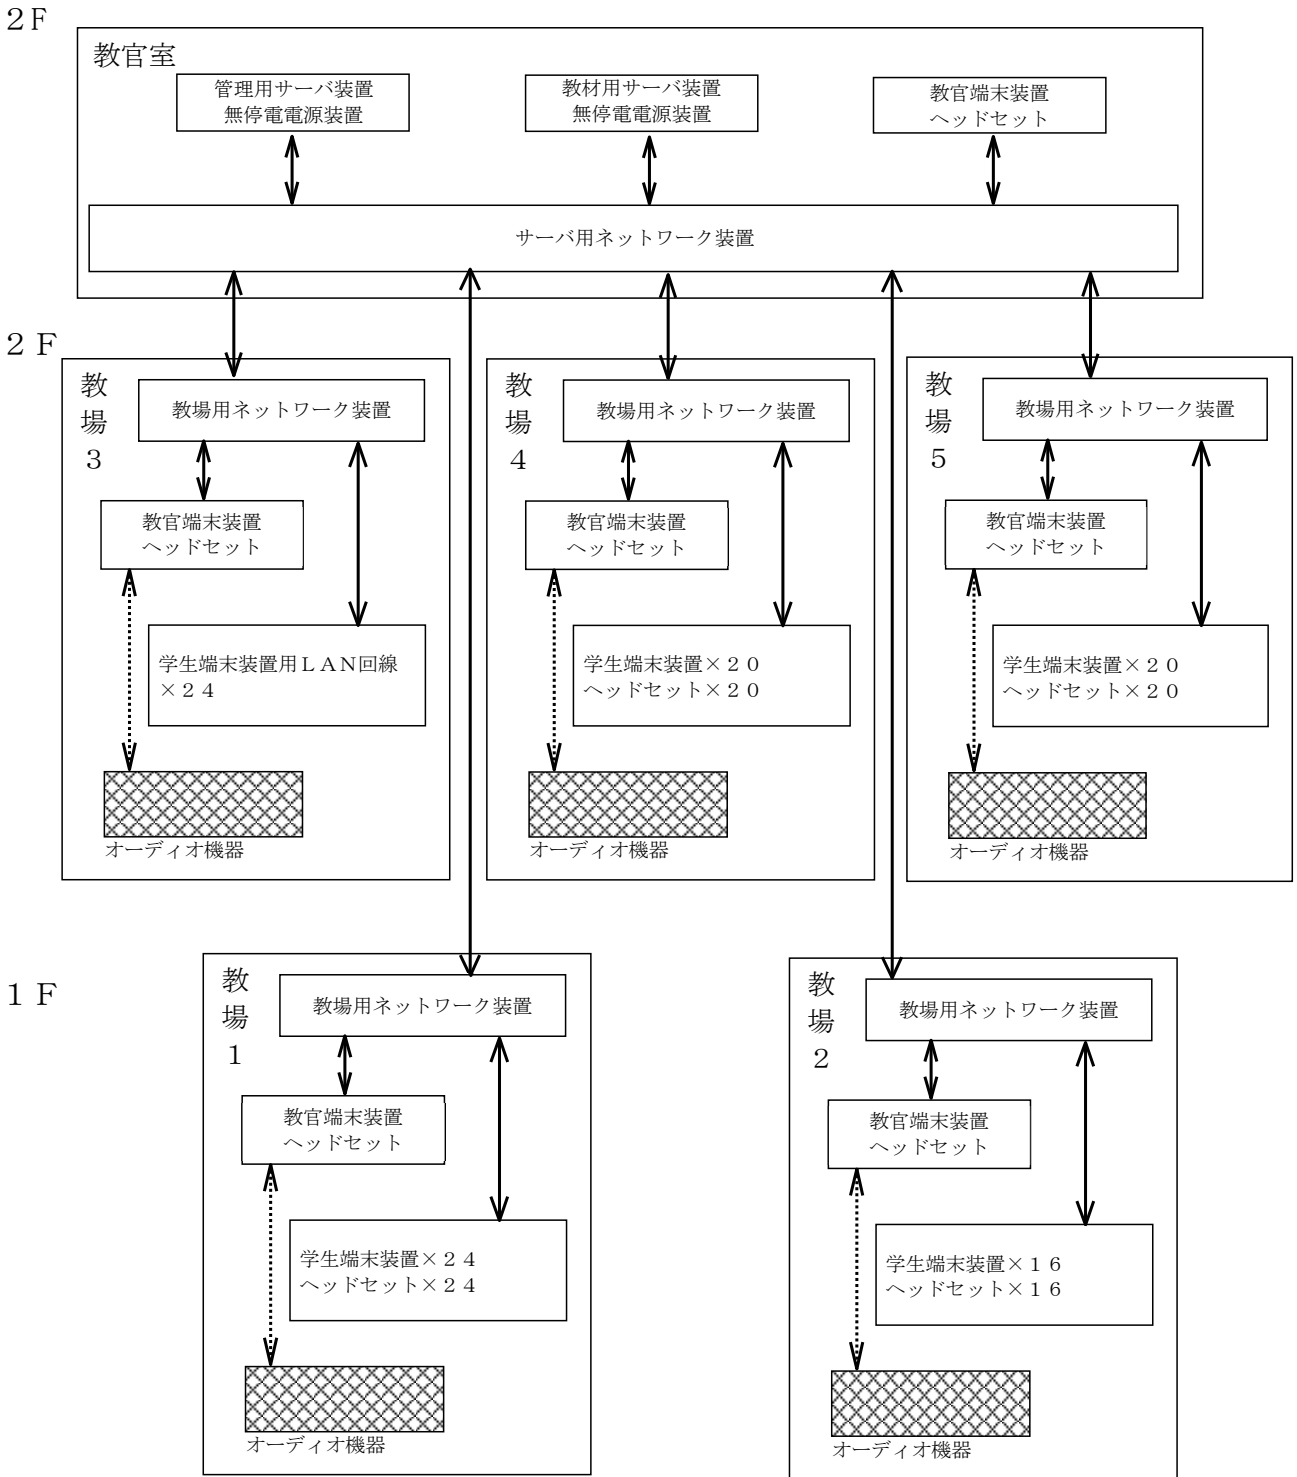 ２F
教官室
管理用サーバ装置
無停電電源装置
教材用サーバ装置
無停電電源装置
教官端末装置
ヘッドセット
サーバ用ネットワーク装置
２F
教
場
３
教場用ネットワーク装置
教官端末装置
ヘッドセット
学生端末装置用ＬＡＮ回線
×２４
オーディオ機器
教
場
４
教場用ネットワーク装置
教官端末装置
ヘッドセット
学生端末装置×２０
ヘッドセット×２０
オーディオ機器
教
場
５
教場用ネットワーク装置
教官端末装置
ヘッドセット
学生端末装置×２０
ヘッドセット×２０
オーディオ機器
１F
教
場
１
教場用ネットワーク装置
教官端末装置
ヘッドセット
学生端末装置×２４
ヘッドセット×２４
オーディオ機器
教
場
２
教場用ネットワーク装置
教官端末装置
ヘッドセット
学生端末装置×１６
ヘッドセット×１６
オーディオ機器